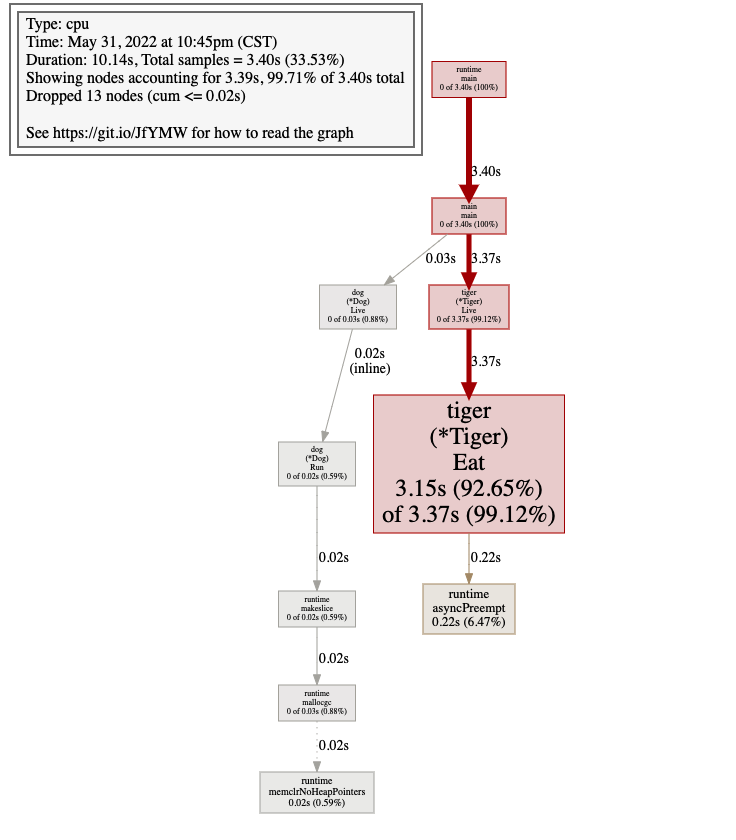 Type: cpu
Time: May 31, 2022 at 10:45pm (CST)
Duration: 10.14s, Total samples = 3.40s (33.53%)
Showing nodes accounting for 3.39s, 99.71% of 3.40s total
Dropped 13 nodes (cum <= 0.02s)
See https://git.io/JfYMW for how to read the graph
runtime
main
0 of 3.40s (100%)
3.40s
main
main
0 of 3.40s (100%)
0.03s
3.37s
dog
(*Dog)
Live
0 of 0.03s (0.88%)
tiger
(*Tiger)
Live
0 of 3.37s (99.12%)
0.02s
(inline)
3.37s
dog
(*Dog)
Run
0 of 0.02s (0.59%)
tiger
(*Tiger)
Eat
3.15s (92.65%)
of 3.37s (99.12%)
0.02s
0.22s
runtime
makeslice
0 of 0.02s (0.59%)
runtime
asyncPreempt
0.22s (6.47%)
0.02s
runtime
mallocgc
0 of 0.03s (0.88%)
0.02s
runtime
memclrNoHeapPointers
0.02s (0.59%)